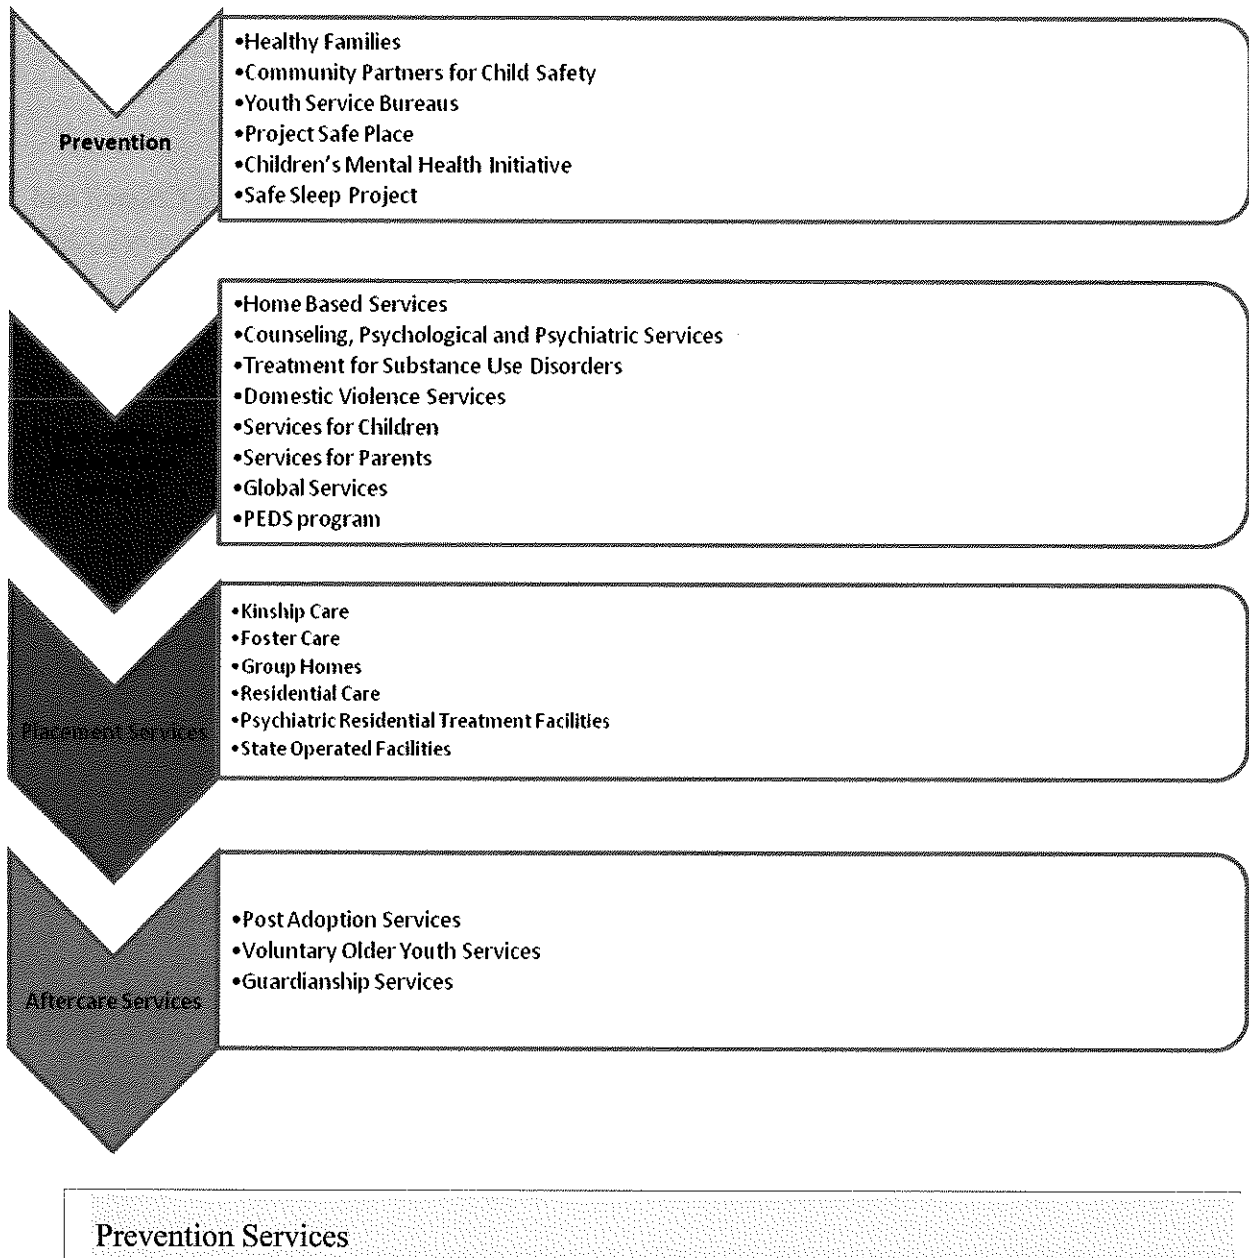 Prevention
•Healthy Families
•Community Partners for Child Safety
•Youth Service Bureaus
•Project Safe Place
•Children's Mental Health Initiative
•Safe Sleep Project
•Home Based Services
•Counseling, Psychological and Psychiatric Services
•Treatment for Substance Use Disorders
•Domestic Violence Services
•Services for Children
•Services for Parents
•Global Services
•PEDS program
Placement Services
•Kinship Care
•Foster Care
•Group Homes
•Residential Care
•Psychiatric Residential Treatment Facilities
•State Operated Facilities
Aftercare Services
•Post Adoption Services
•Voluntary Older Youth Services
•Guardianship Services
Prevention Services